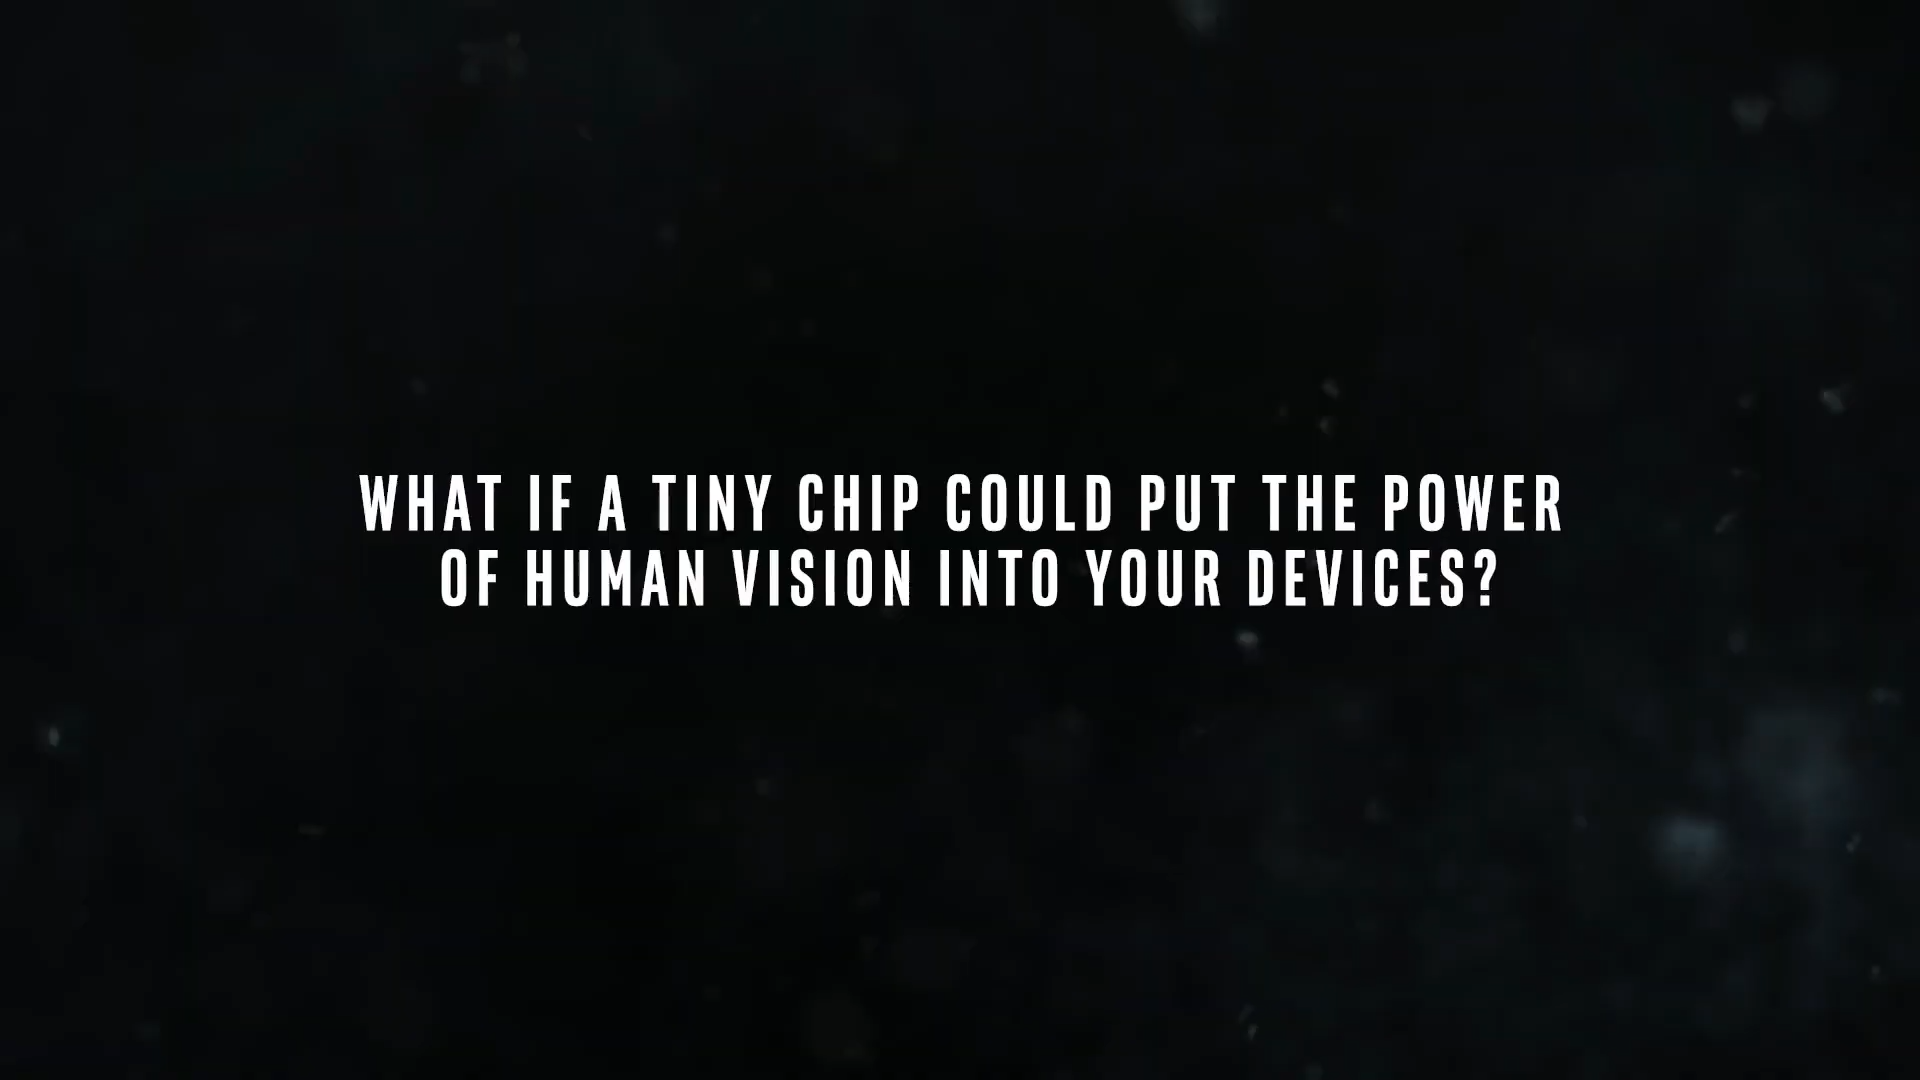 WHAT IF A TINY CHIP COULD PUT THE POWER
OF HUMAN VISION INTO YOUR DEVICES?